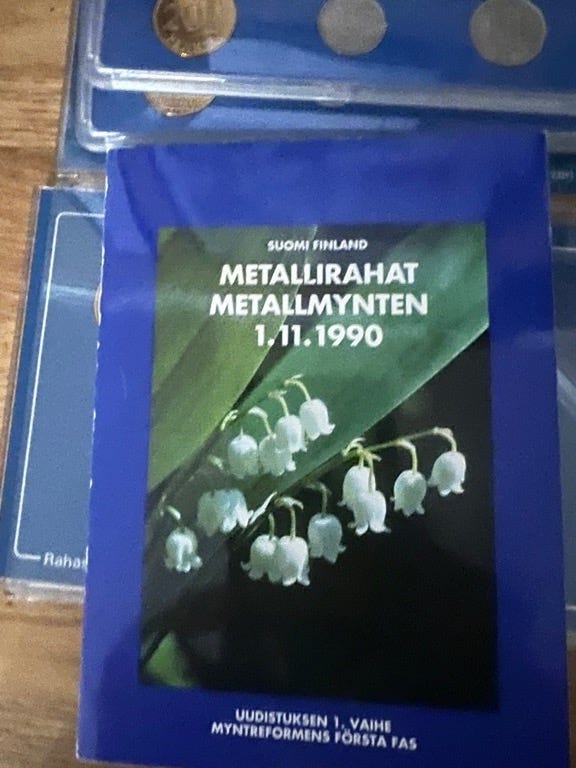 SUOMI FINLAND
METALLIRAHAT
METALLMYNTEN
1.11.1990
Rahas
UUDISTUKSEN 1. VAIHE
MYNTREFORMENS FÖRSTA FAS